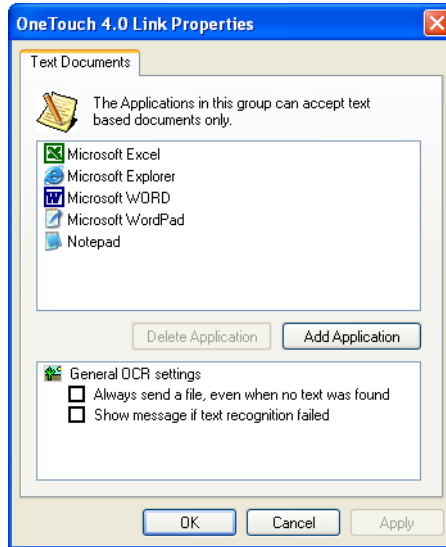 OneTouch 4.0 Link Properties
Text Documents
The Applications in this group can accept text
based documents only.
Microsoft Excel
Microsoft Explorer
Microsoft WORD
Microsoft WordPad
Notepad
Delete Application
Add Application
General OCR settings
Always send a file, even when no text was found
Show message if text recognition failed
OK
Cancel
Apply